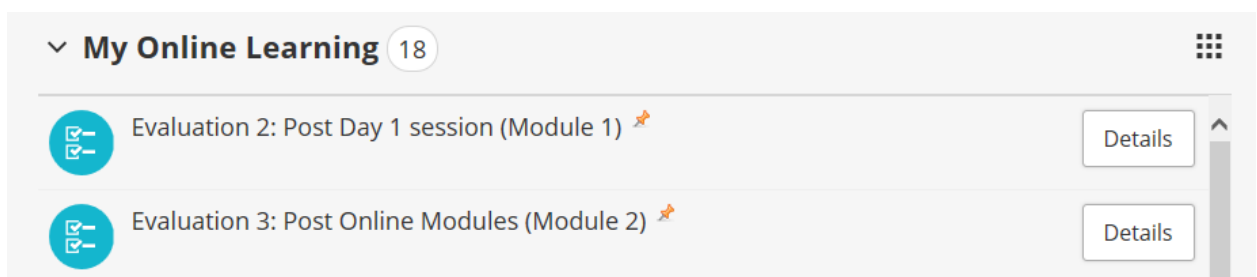 My Online Learning 18
Evaluation 2: Post Day 1 session (Module 1)
Details
Evaluation 3: Post Online Modules (Module 2)
Details